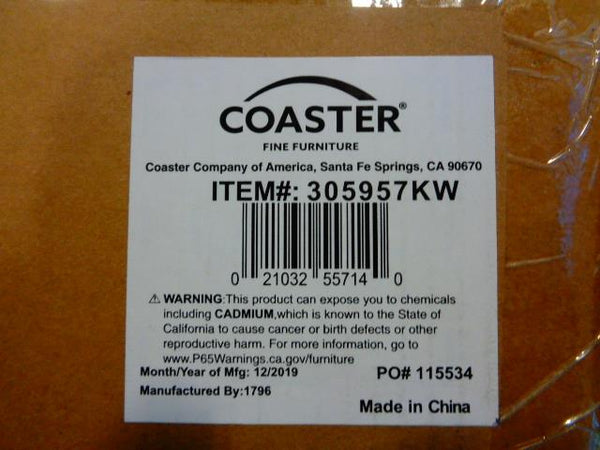 COASTER®
FINE FURNITURE
Coaster Company of America, Santa Fe Springs, CA 90670
ITEM#: 305957KW
0 21032 55714 0
⚠ WARNING:This product can expose you to chemicals
including CADMIUM,which is known to the State of
California to cause cancer or birth defects or other
reproductive harm. For more information, go to
www.P65Warnings.ca.gov/furniture
Month/Year of Mfg: 12/2019 PO# 115534
Manufactured By:1796
Made in China